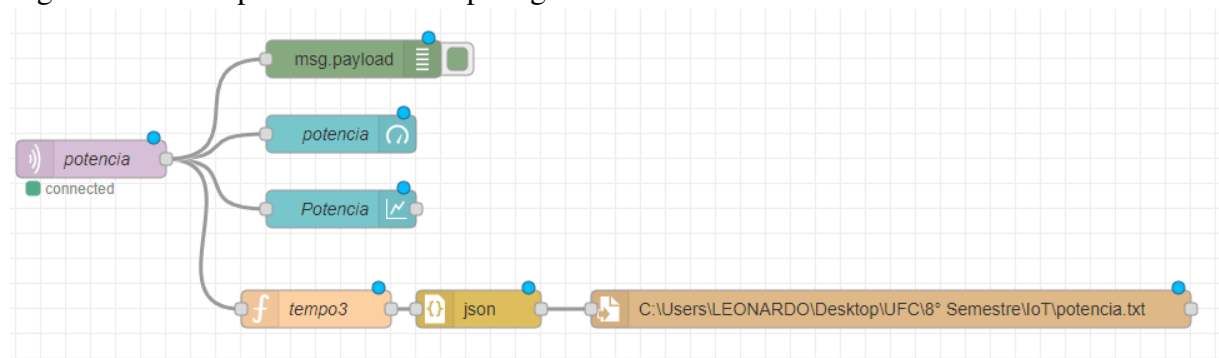 msg.payload
potencia
potencia
connected
Potencia
tempo3
json
C:\Users\LEONARDO\Desktop\UFC\8° Semestre\IoT\potencia.txt